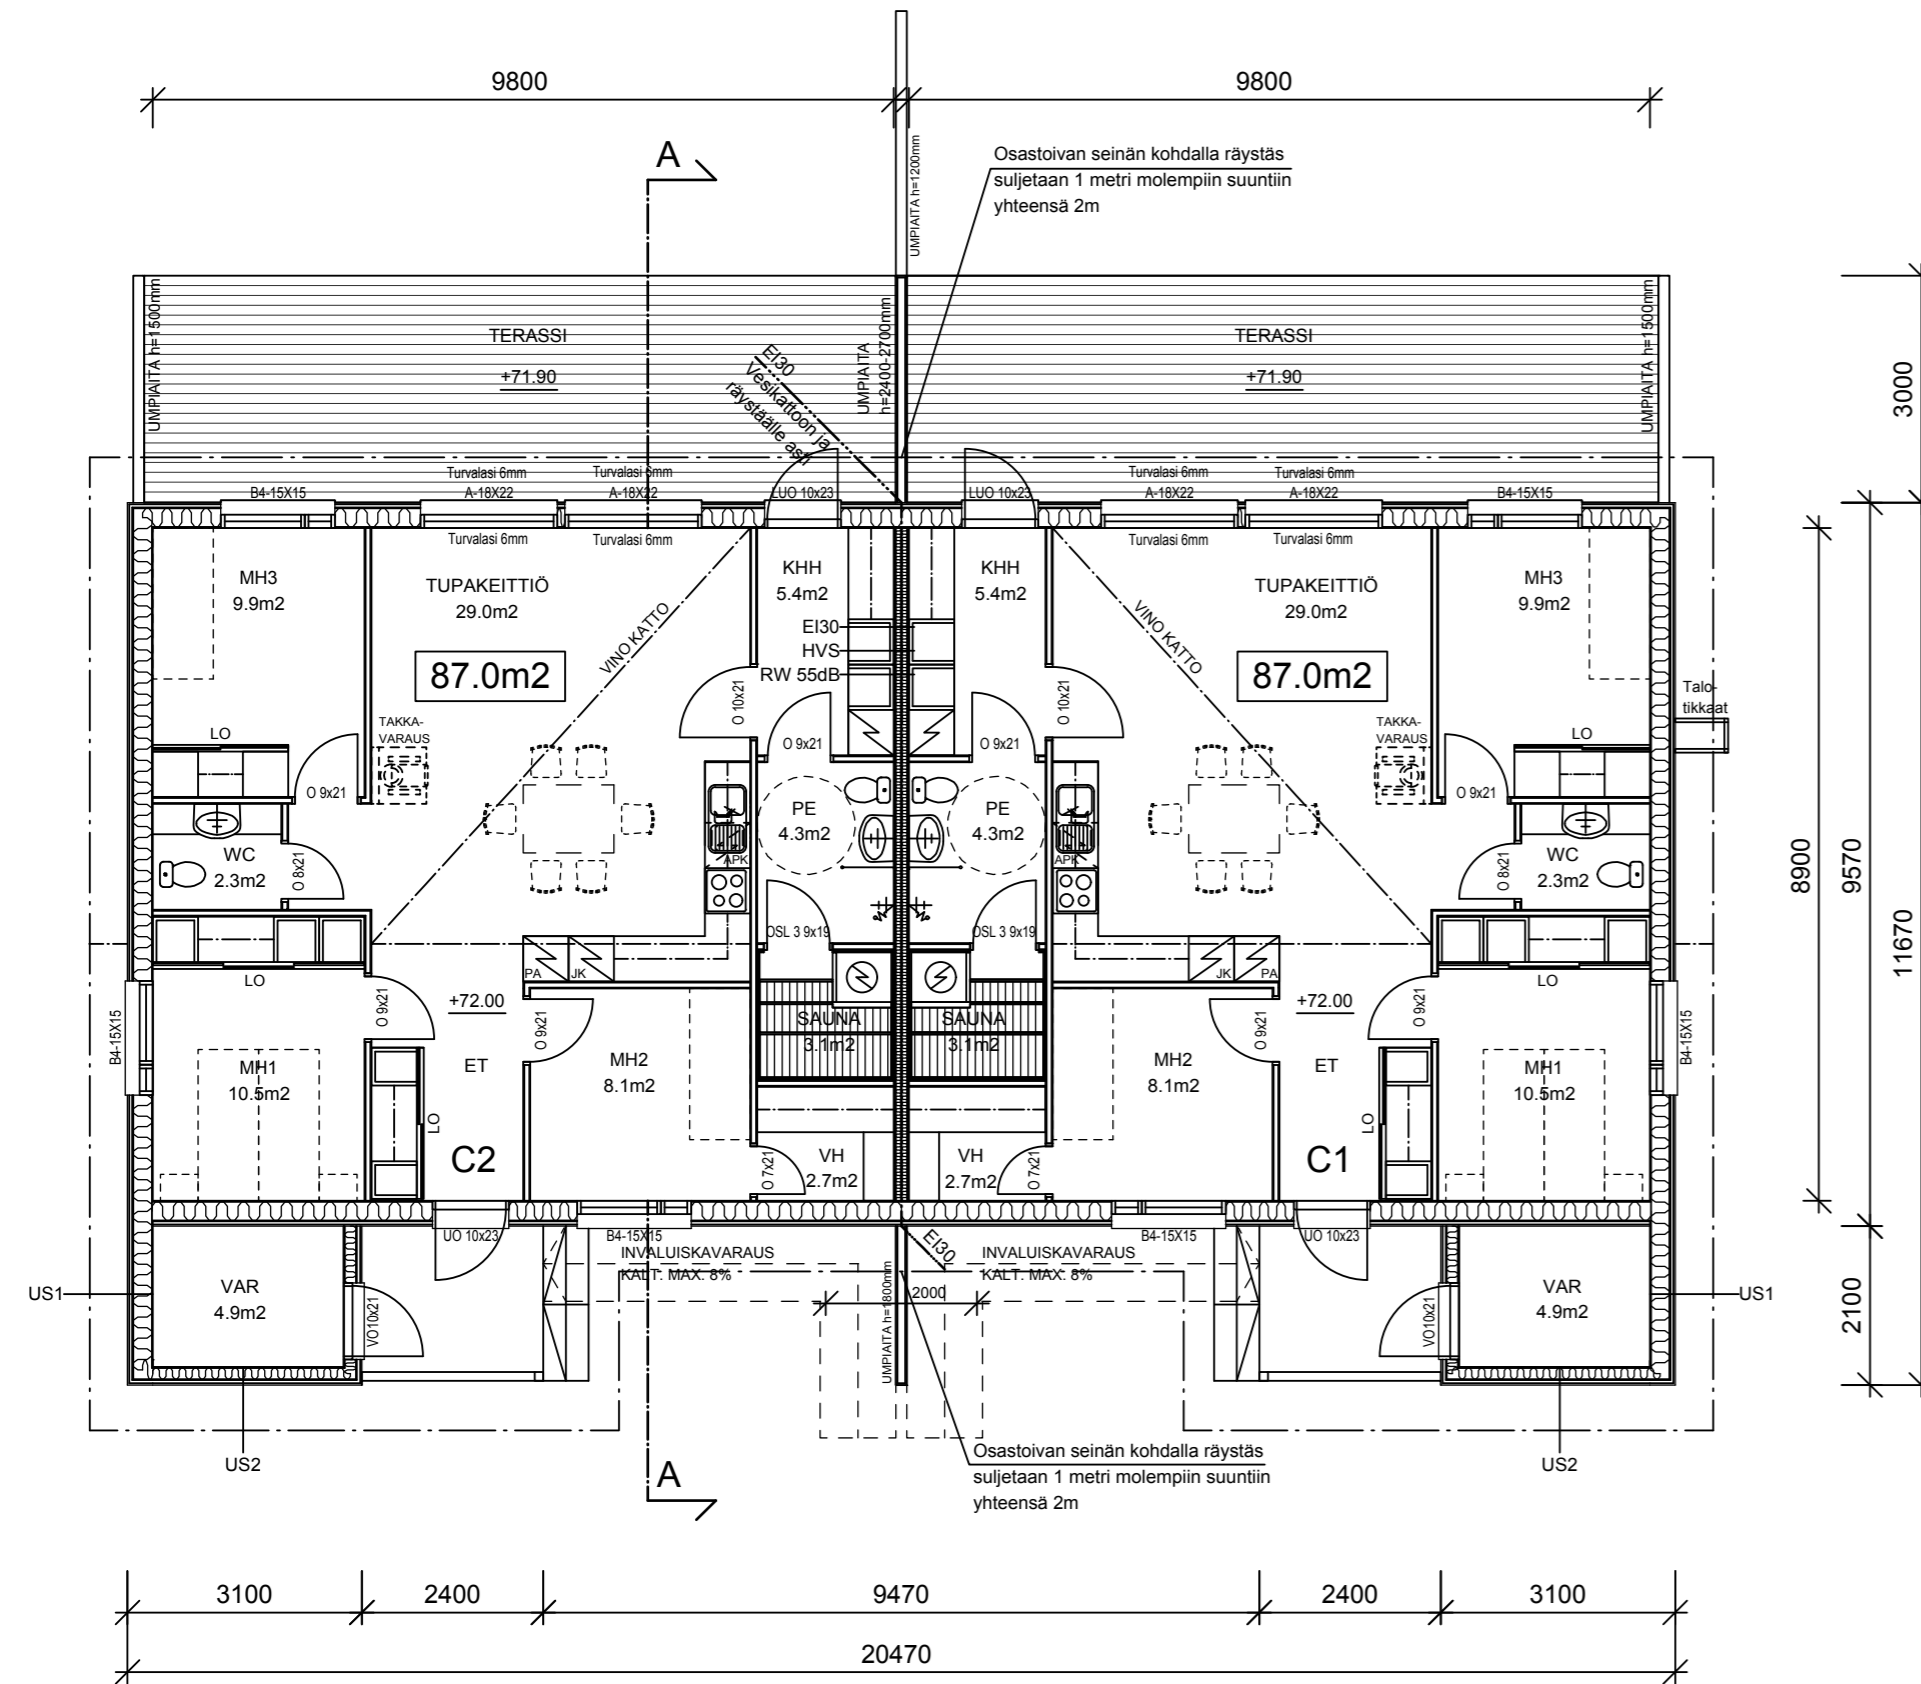 9800
9800
A
Osastoivan seinän kohdalla räystäs
suljetaan 1 metri molempiin suuntiin
yhteensä 2m
UMPIAITA h=1200mm
UMPIAITA h=1500mm
TERASSI
+71.90
EI30
Vesikattoon ja
räystäälle asti
UMPIAITA
h=2400-2700mm
TERASSI
+71.90
UMPIAITA h=1500mm
3000
Turvalasi 6mm
Turvalasi 6mm
Turvalasi 6mm
Turvalasi 6mm
B4-15X15
A-18X22
A-18X22
LUO 10x23
LUO 10x23
A-18X22
A-18X22
B4-15X15
Turvalasi 6mm
Turvalasi 6mm
Turvalasi 6mm
Turvalasi 6mm
MH3
9.9m2
TUPAKEITTIÖ
29.0m2
87.0m2
VINO KATTO
KHH
5.4m2
EI30
HVS
RW 55dB
KHH
5.4m2
TUPAKEITTIÖ
29.0m2
87.0m2
VINO KATTO
MH3
9.9m2
Talo-
tikkaat
LO
TAKKA-
VARAUS
O 10x21
O 9x21
O 9x21
O 10x21
TAKKA-
VARAUS
LO
O 9x21
O 9x21
WC
2.3m2
O 8x21
APK
PE
4.3m2
PE
4.3m2
APK
O 8x21
WC
2.3m2
8900
9570
11670
OSL 3 9x19
OSL 3 9x19
LO
PA
JK
JK
PA
LO
B4-15X15
O 9x21
+72.00
O 9x21
SAUNA
3.1m2
SAUNA
3.1m2
O 9x21
+72.00
O 9x21
B4-15X15
MH1
10.5m2
ET
MH2
8.1m2
MH2
8.1m2
ET
MH1
10.5m2
LO
LO
C2
O 7x21
VH
2.7m2
VH
2.7m2
O 7x21
C1
UO 10x23
B4-15X15
INVALUISKAVARAUS
KALT. MAX. 8%
EI30
INVALUISKAVARAUS
KALT. MAX. 8%
B4-15X15
UO 10x23
US1
VAR
4.9m2
VO10x21
UMPIAITA h=1800mm
2000
VO10x21
VAR
4.9m2
US1
2100
US2
A
Osastoivan seinän kohdalla räystäs
suljetaan 1 metri molempiin suuntiin
yhteensä 2m
US2
3100
2400
9470
2400
3100
20470